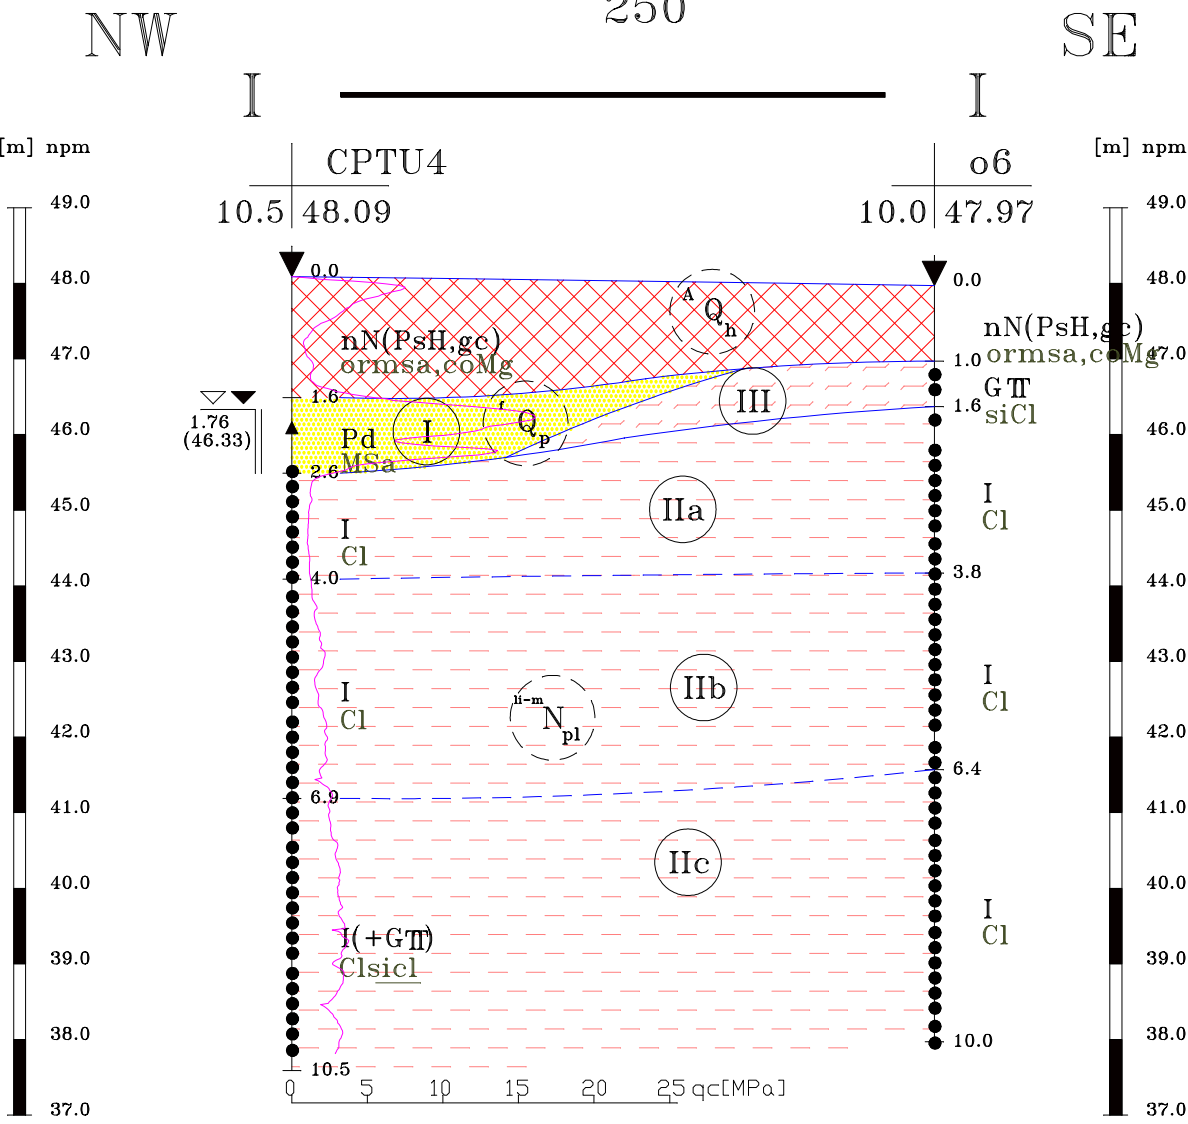 250
NW SE
I I
[m] npm [m] npm
CPTU4 o6
10.5 48.09 10.0 47.97
49.0 49.0
48.0 0.0 0.0 48.0
A Qh
nN(PsH,gc) nN(PsH,gc)
47.0 ormsa,coMg 1.0 ormsa,coMg 47.0
1.6 GΠ
III 1.6 siCl
1.76 f Qp
46.0 (46.33) Pd I 46.0
MSa
2.6
45.0 IIa I 45.0
I Cl
Cl
44.0 4.0 3.8 44.0
43.0 43.0
I IIb I
Cl li-m Npl Cl
42.0 42.0
6.4
41.0 6.9 41.0
IIc
40.0 40.0
I
I(+GΠ) Cl
39.0 Clsicl 39.0
38.0 10.0 38.0
10.5
0 5 10 15 20 25 qc[MPa]
37.0 37.0